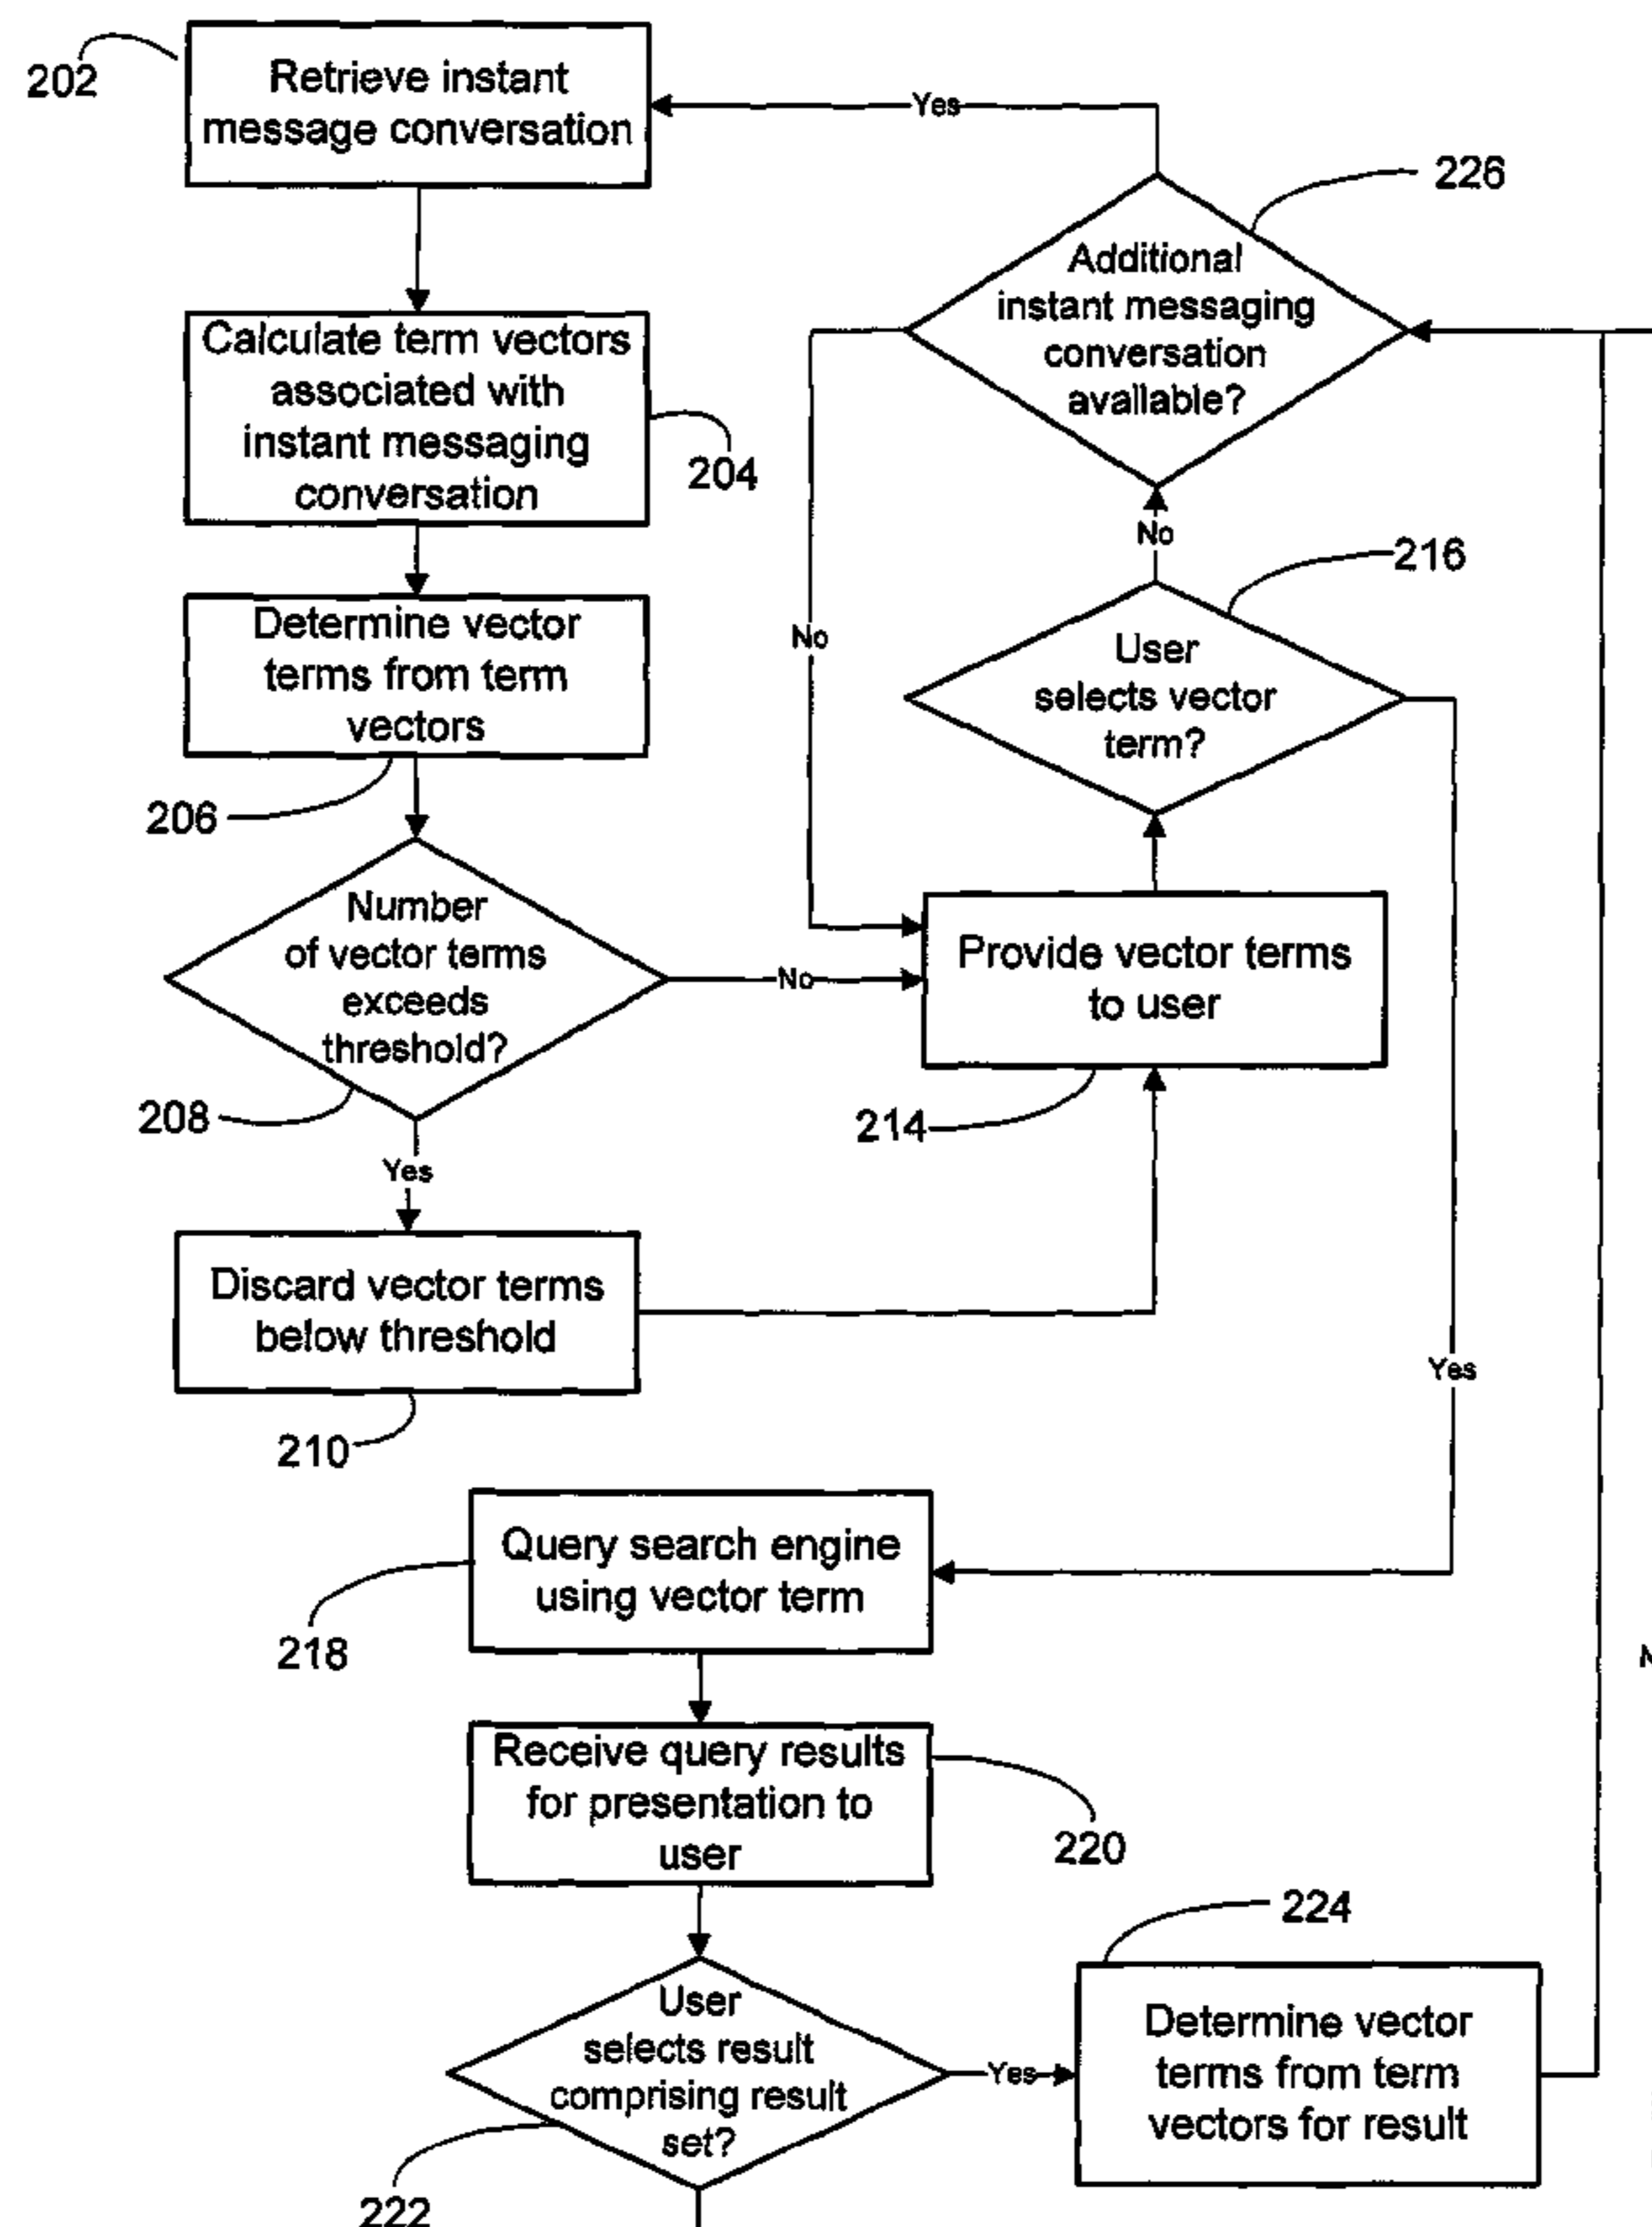 202
Retrieve instant
message conversation
Yes
226
Additional
instant messaging
conversation
available?
Calculate term vectors
associated with
instant messaging
conversation
204
No
216
Determine vector
terms from term
vectors
No
User
selects vector
term?
206
Number
of vector terms
exceeds
threshold?
No
Provide vector terms
to user
208
214
Yes
Discard vector terms
below threshold
Yes
210
Query search engine
using vector term
218
Receive query results
for presentation to
user
220
224
User
selects result
comprising result
set?
Yes
Determine vector
terms from term
vectors for result
222